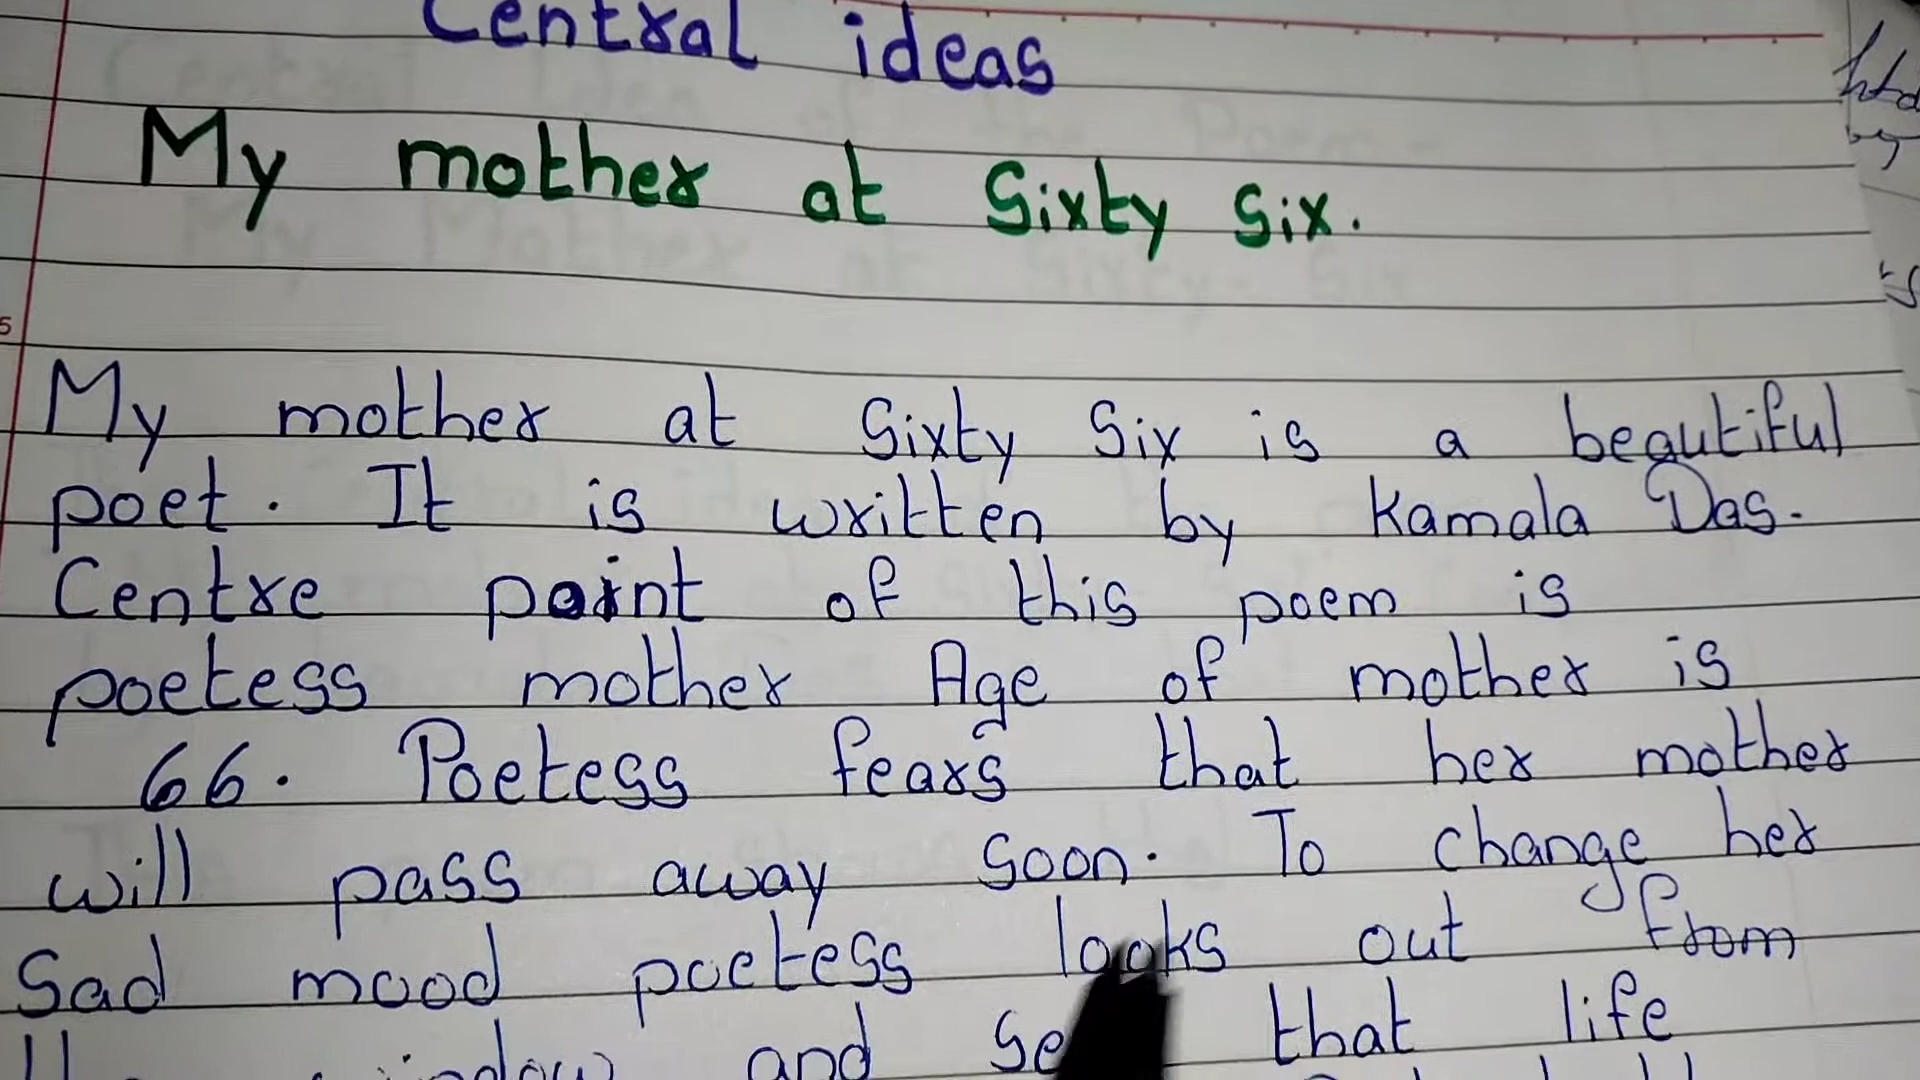 Central ideas
My mother at Sixty Six.
5
My mother at Sixty Six is a beautiful
poet. It is written by Kamala Das.
Centre point of this poem is
poetess mother Age of mother is
66. Poetess fears that her mother
will pass away soon. To change her
Sad mood poetess looks out from
window and that life